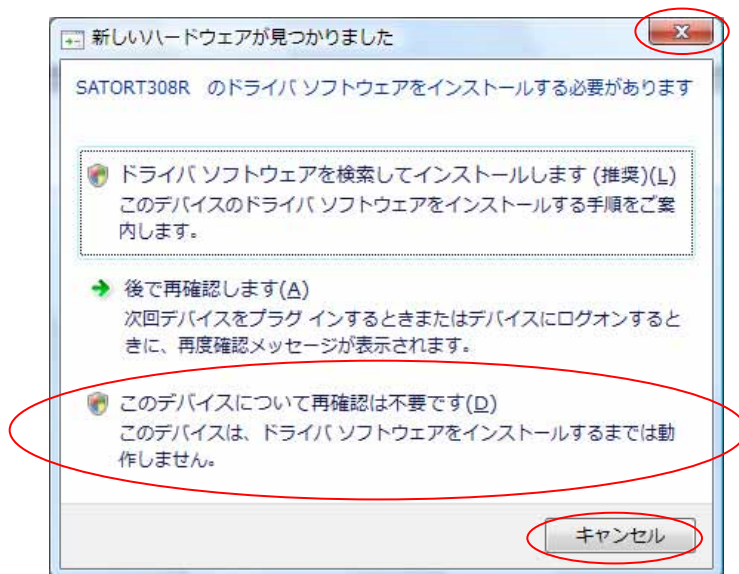 新しいハードウェアが見つかりました
SATORT308R のドライバ ソフトウェアをインストールする必要があります
ドライバ ソフトウェアを検索してインストールします (推奨)(L)
このデバイスのドライバ ソフトウェアをインストールする手順をご案
内します。
後で再確認します(A)
次回デバイスをプラグ インするときまたはデバイスにログオンすると
きに、再度確認メッセージが表示されます。
このデバイスについて再確認は不要です(D)
このデバイスは、ドライバ ソフトウェアをインストールするまでは動
作しません。
キャンセル